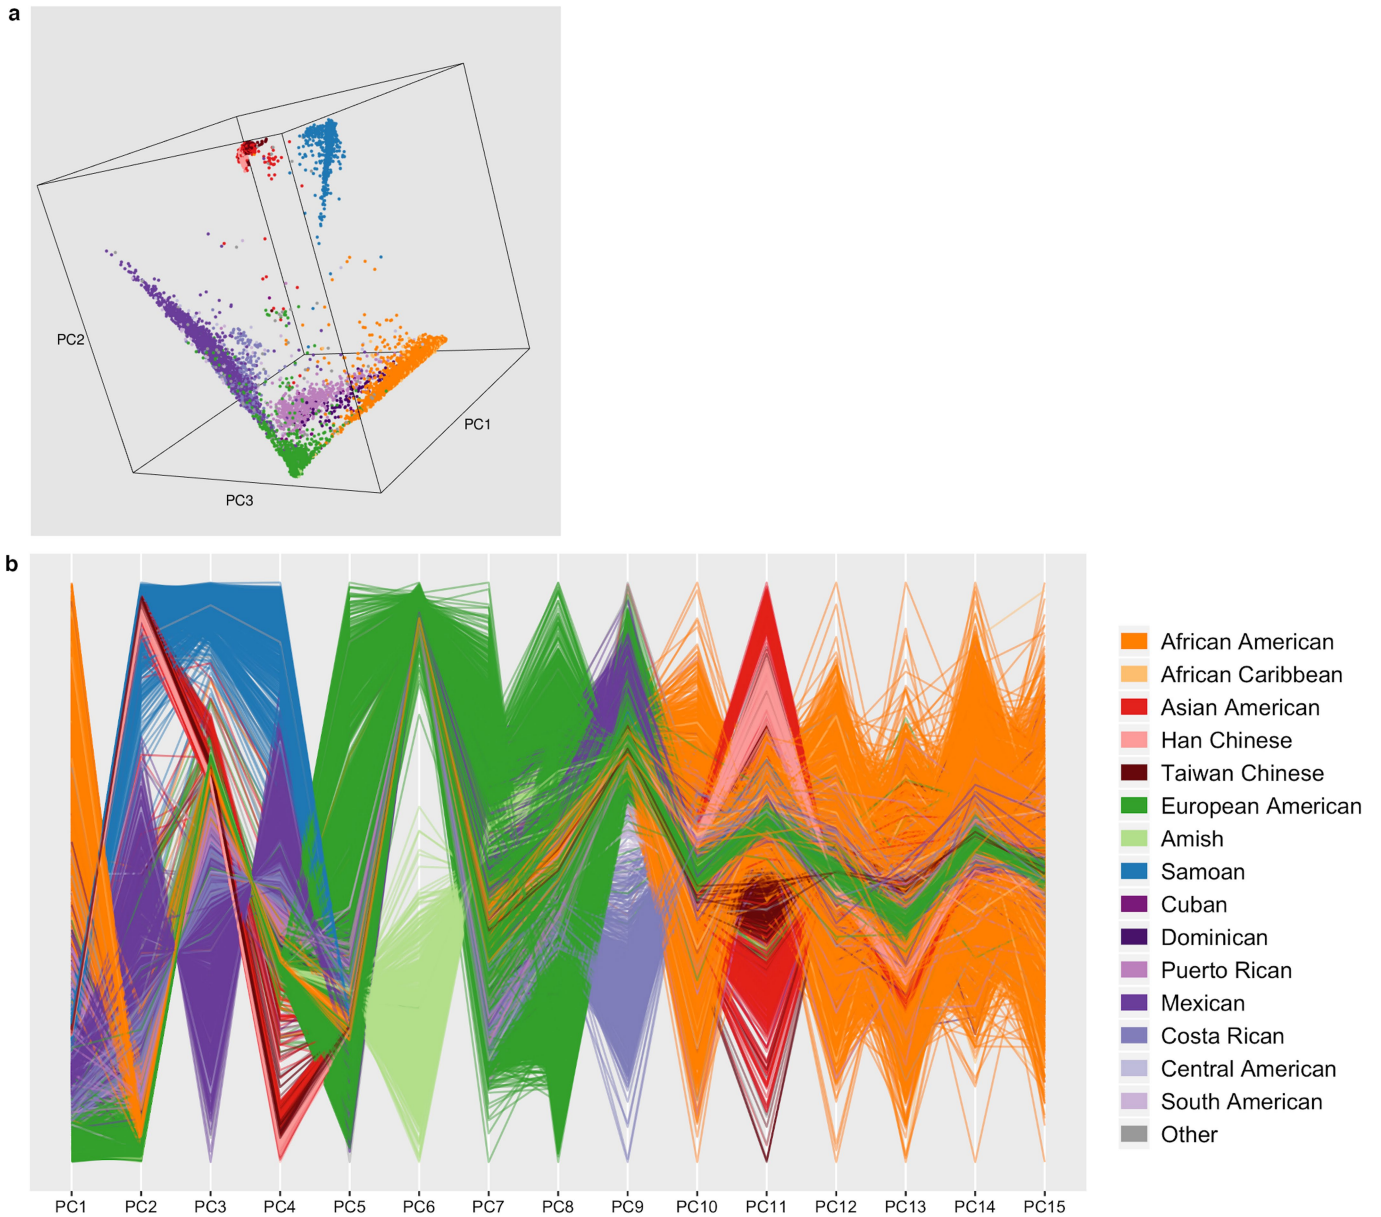 a
PC2
PC1
PC3
b
African American
African Caribbean
Asian American
Han Chinese
Taiwan Chinese
European American
Amish
Samoan
Cuban
Dominican
Puerto Rican
Mexican
Costa Rican
Central American
South American
Other
PC1 PC2 PC3 PC4 PC5 PC6 PC7 PC8 PC9 PC10 PC11 PC12 PC13 PC14 PC15